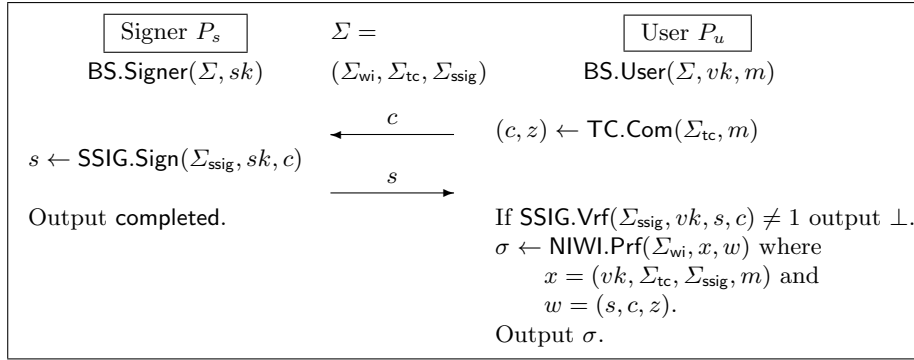 Signer P_s Σ = User P_u
BS.Signer(Σ, sk) (Σ_wi, Σ_tc, Σ_ssig) BS.User(Σ, vk, m)
c (c, z) ← TC.Com(Σ_tc, m)
s ← SSIG.Sign(Σ_ssig, sk, c)
s
Output completed. If SSIG.Vrf(Σ_ssig, vk, s, c) ≠ 1 output ⊥.
σ ← NIWI.Prf(Σ_wi, x, w) where
x = (vk, Σ_tc, Σ_ssig, m) and
w = (s, c, z).
Output σ.